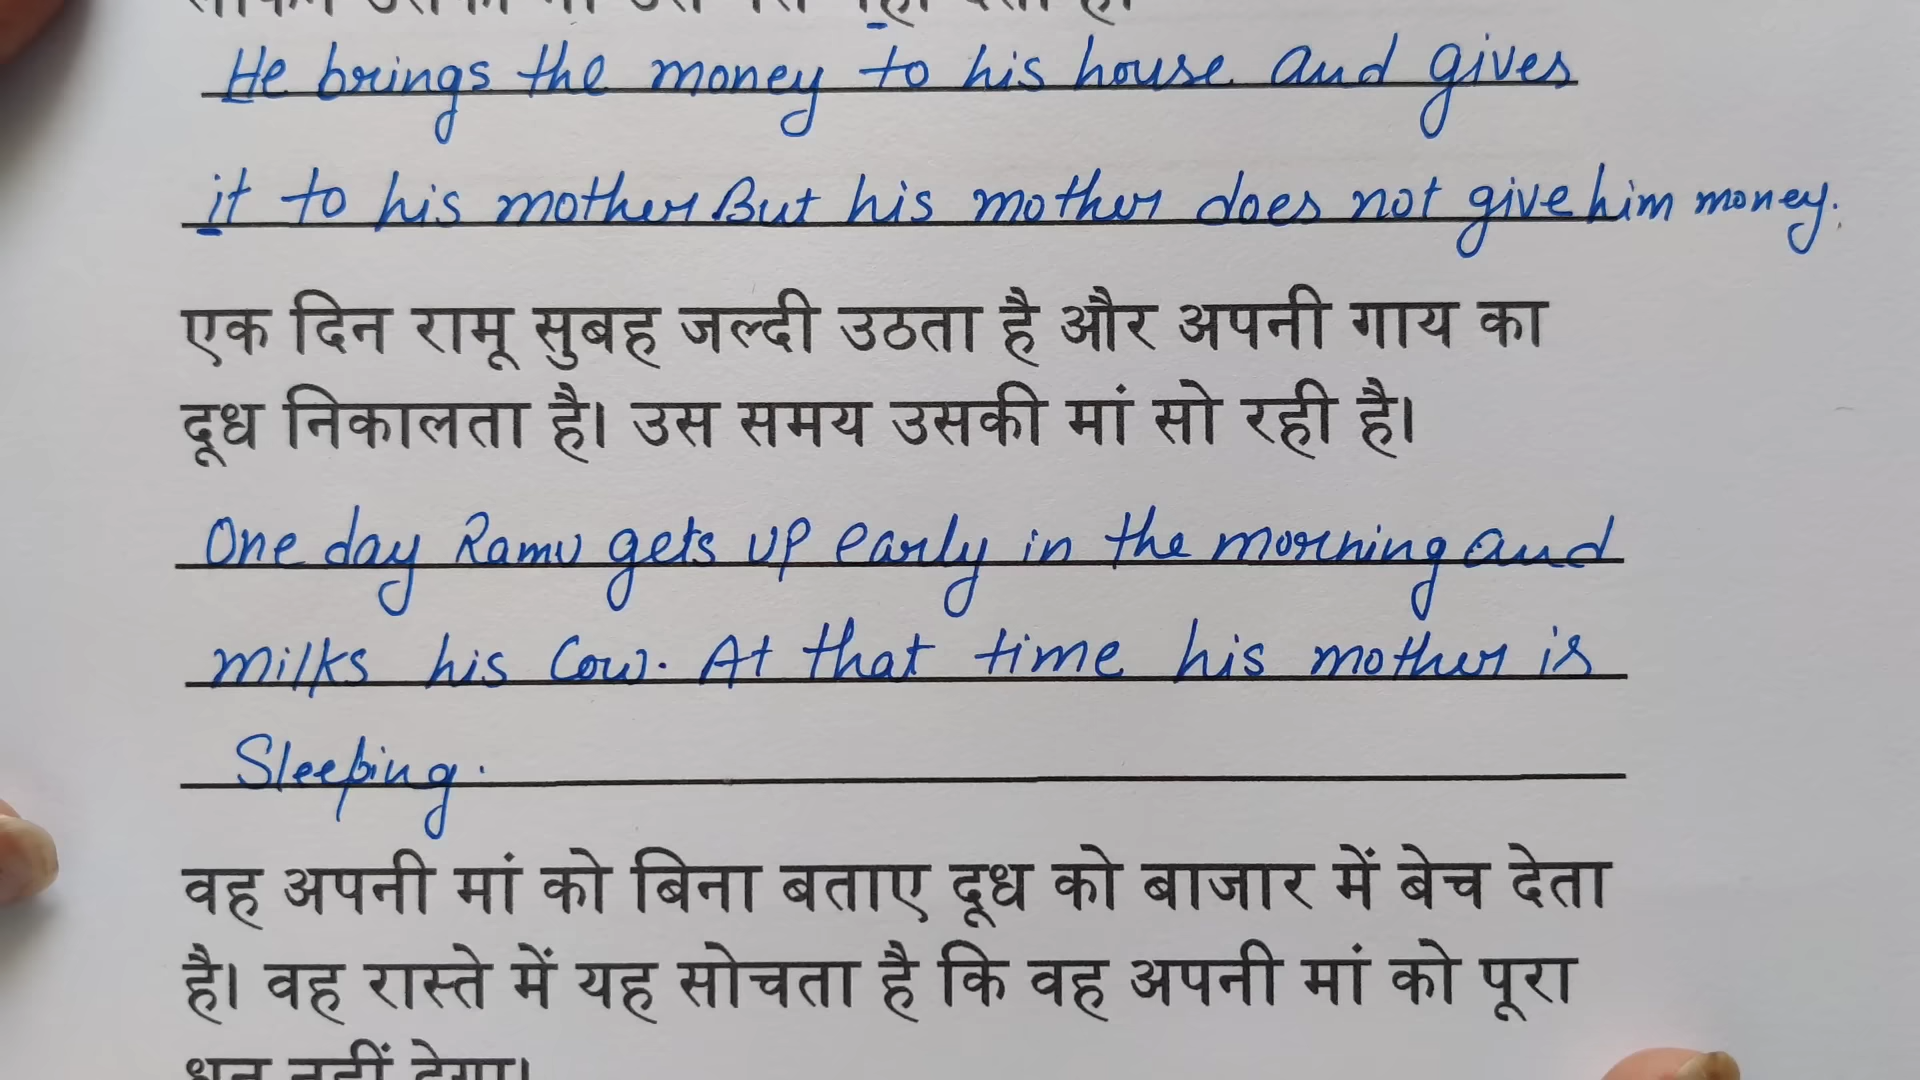 He brings the money to his house and gives
it to his mother But his mother does not give him money.
एक दिन रामू सुबह जल्दी उठता है और अपनी गाय का
दूध निकालता है। उस समय उसकी मां सो रही है।
One day Ramu gets up early in the morning and
milks his Cow. At that time his mother is
Sleeping.
वह अपनी मां को बिना बताए दूध को बाजार में बेच देता
है। वह रास्ते में यह सोचता है कि वह अपनी मां को पूरा
धन नहीं देगा।